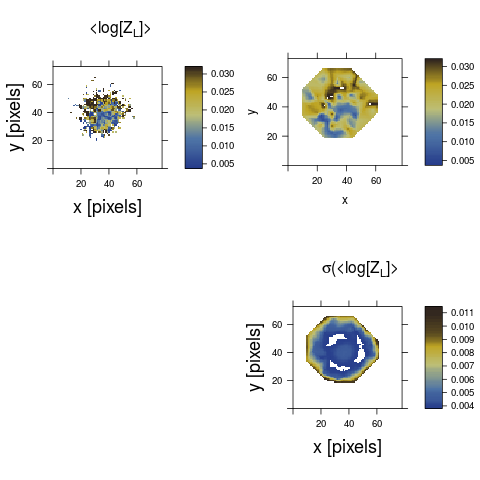 <log[Z_L]>
0.030
0.025
0.020
0.015
0.010
0.005
60
40
20
20 40 60
y [pixels]
x [pixels]
0.030
0.025
0.020
0.015
0.010
0.005
60
40
20
20 40 60
y
x
σ(<log[Z_L]>
0.011
0.010
0.009
0.008
0.007
0.006
0.005
0.004
60
40
20
20 40 60
y [pixels]
x [pixels]